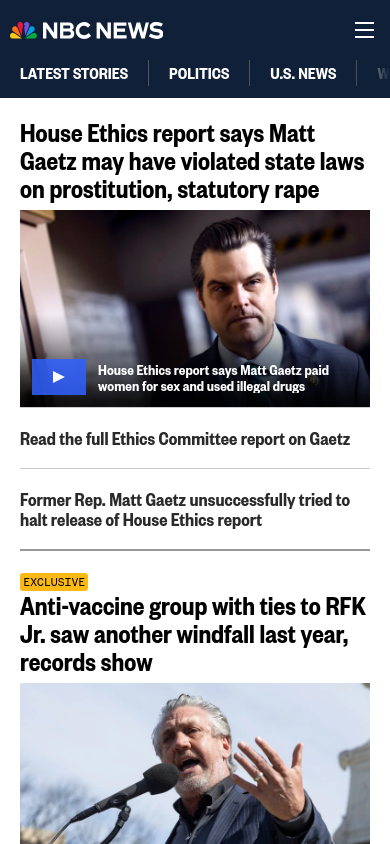 NBC NEWS
LATEST STORIES
POLITICS
U.S. NEWS
House Ethics report says Matt
Gaetz may have violated state laws
on prostitution, statutory rape
House Ethics report says Matt Gaetz paid
women for sex and used illegal drugs
Read the full Ethics Committee report on Gaetz
Former Rep. Matt Gaetz unsuccessfully tried to
halt release of House Ethics report
EXCLUSIVE
Anti-vaccine group with ties to RFK
Jr. saw another windfall last year,
records show